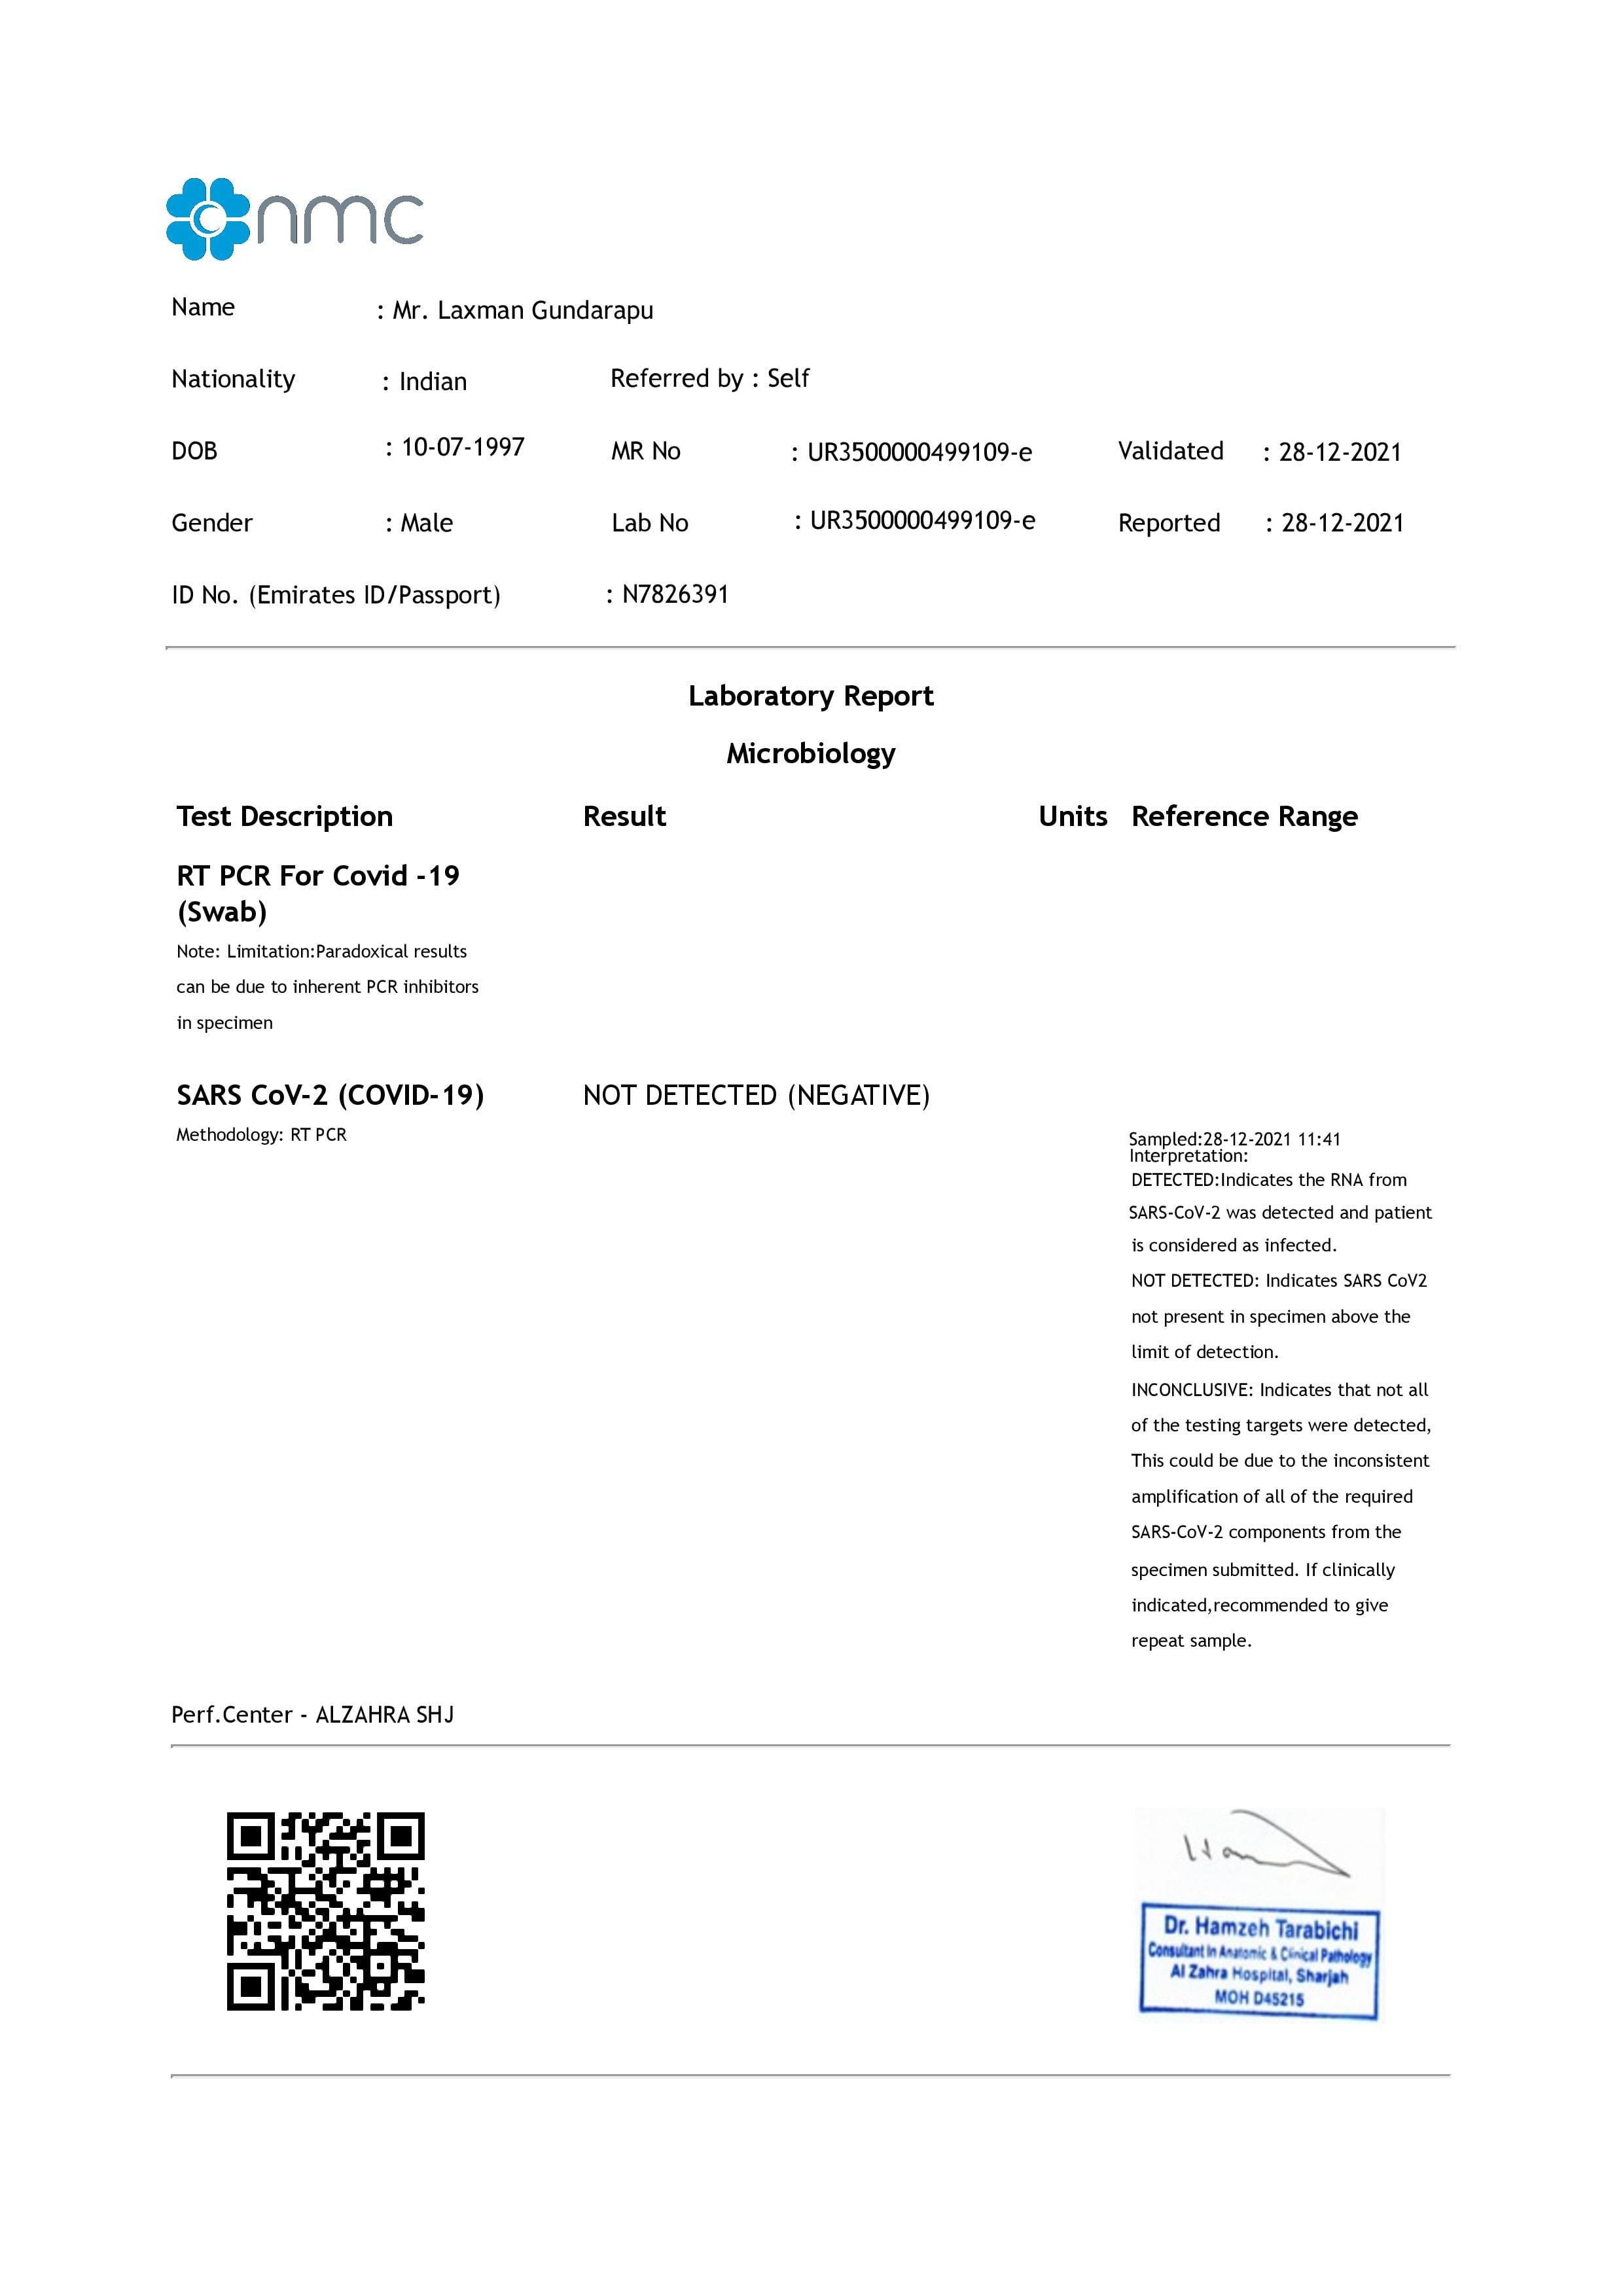 nmc
Name : Mr. Laxman Gundarapu
Nationality : Indian Referred by : Self
DOB : 10-07-1997 MR No : UR3500000499109-e Validated : 28-12-2021
Gender : Male Lab No : UR3500000499109-e Reported : 28-12-2021
ID No. (Emirates ID/Passport) : N7826391
Laboratory Report
Microbiology
Test Description Result Units Reference Range
RT PCR For Covid -19
(Swab)
Note: Limitation:Paradoxical results
can be due to inherent PCR inhibitors
in specimen
SARS CoV-2 (COVID-19) NOT DETECTED (NEGATIVE)
Methodology: RT PCR
Sampled:28-12-2021 11:41
Interpretation:
DETECTED:Indicates the RNA from
SARS-CoV-2 was detected and patient
is considered as infected.
NOT DETECTED: Indicates SARS CoV2
not present in specimen above the
limit of detection.
INCONCLUSIVE: Indicates that not all
of the testing targets were detected,
This could be due to the inconsistent
amplification of all of the required
SARS-CoV-2 components from the
specimen submitted. If clinically
indicated,recommended to give
repeat sample.
Perf.Center - ALZAHRA SHJ
Dr. Hamzeh Tarabichi
Consultant in Anatomic & Clinical Pathology
Al Zahra Hospital, Sharjah
MOH D45215